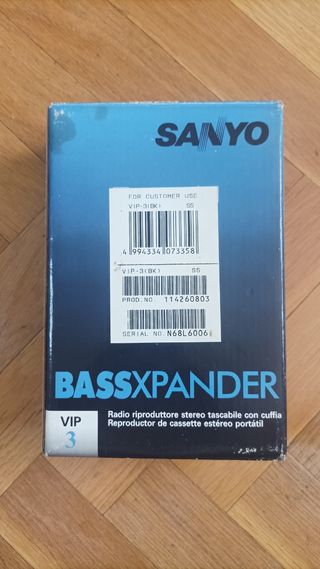 SANYO
FOR CUSTOMER USE
VIP-3(BK) SS
4 994334 073358
VIP-3(BK) SS
PROD.NO. 114260803
SERIAL NO. N68L6006
BASSXPANDER
VIP
3
Radio riproduttore stereo tascabile con cuffia
Reproductor de cassette estéreo portátil